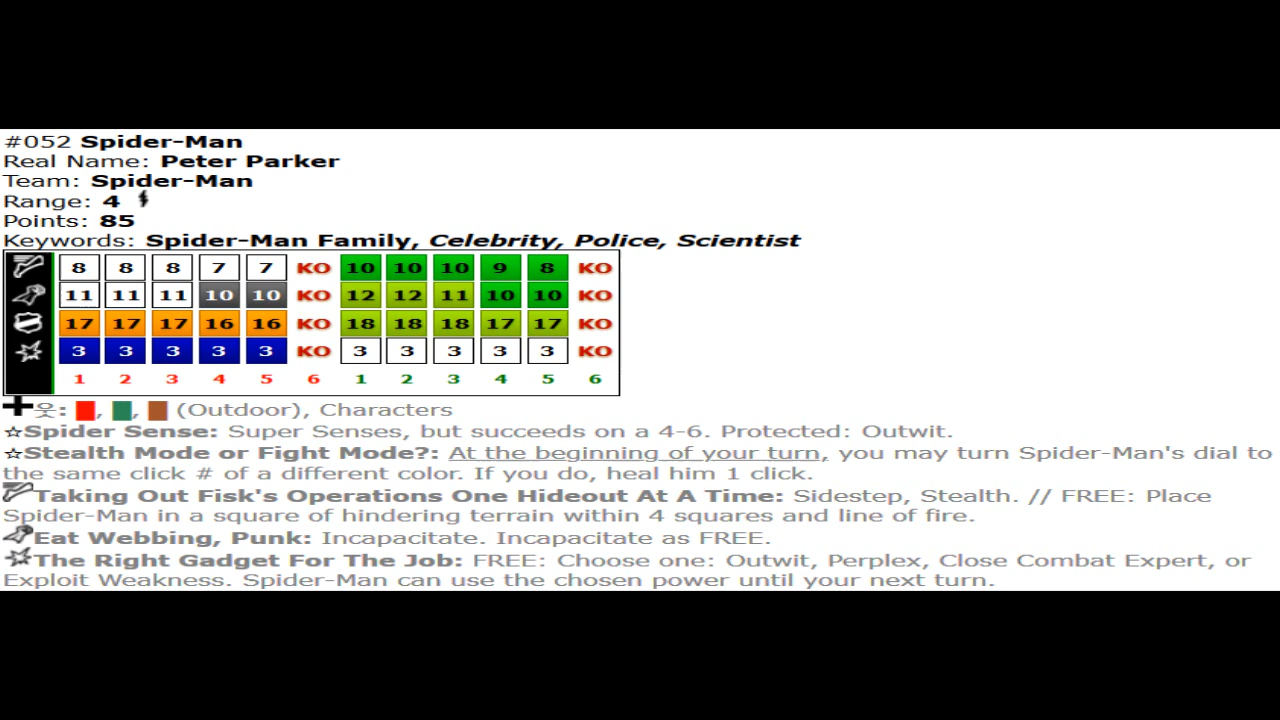 #052 Spider-Man
Real Name: Peter Parker
Team: Spider-Man
Range: 4
Points: 85
Keywords: Spider-Man Family, Celebrity, Police, Scientist
8 8 8 7 7 KO 10 10 10 9 8 KO
11 11 11 10 10 KO 12 12 11 10 10 KO
17 17 17 16 16 KO 18 18 18 17 17 KO
3 3 3 3 3 KO 3 3 3 3 3 KO
1 2 3 4 5 6 1 2 3 4 5 6
: , , (Outdoor), Characters
☆Spider Sense: Super Senses, but succeeds on a 4-6. Protected: Outwit.
☆Stealth Mode or Fight Mode?: At the beginning of your turn, you may turn Spider-Man's dial to
the same click # of a different color. If you do, heal him 1 click.
Taking Out Fisk's Operations One Hideout At A Time: Sidestep, Stealth. // FREE: Place
Spider-Man in a square of hindering terrain within 4 squares and line of fire.
Eat Webbing, Punk: Incapacitate. Incapacitate as FREE.
The Right Gadget For The Job: FREE: Choose one: Outwit, Perplex, Close Combat Expert, or
Exploit Weakness. Spider-Man can use the chosen power until your next turn.